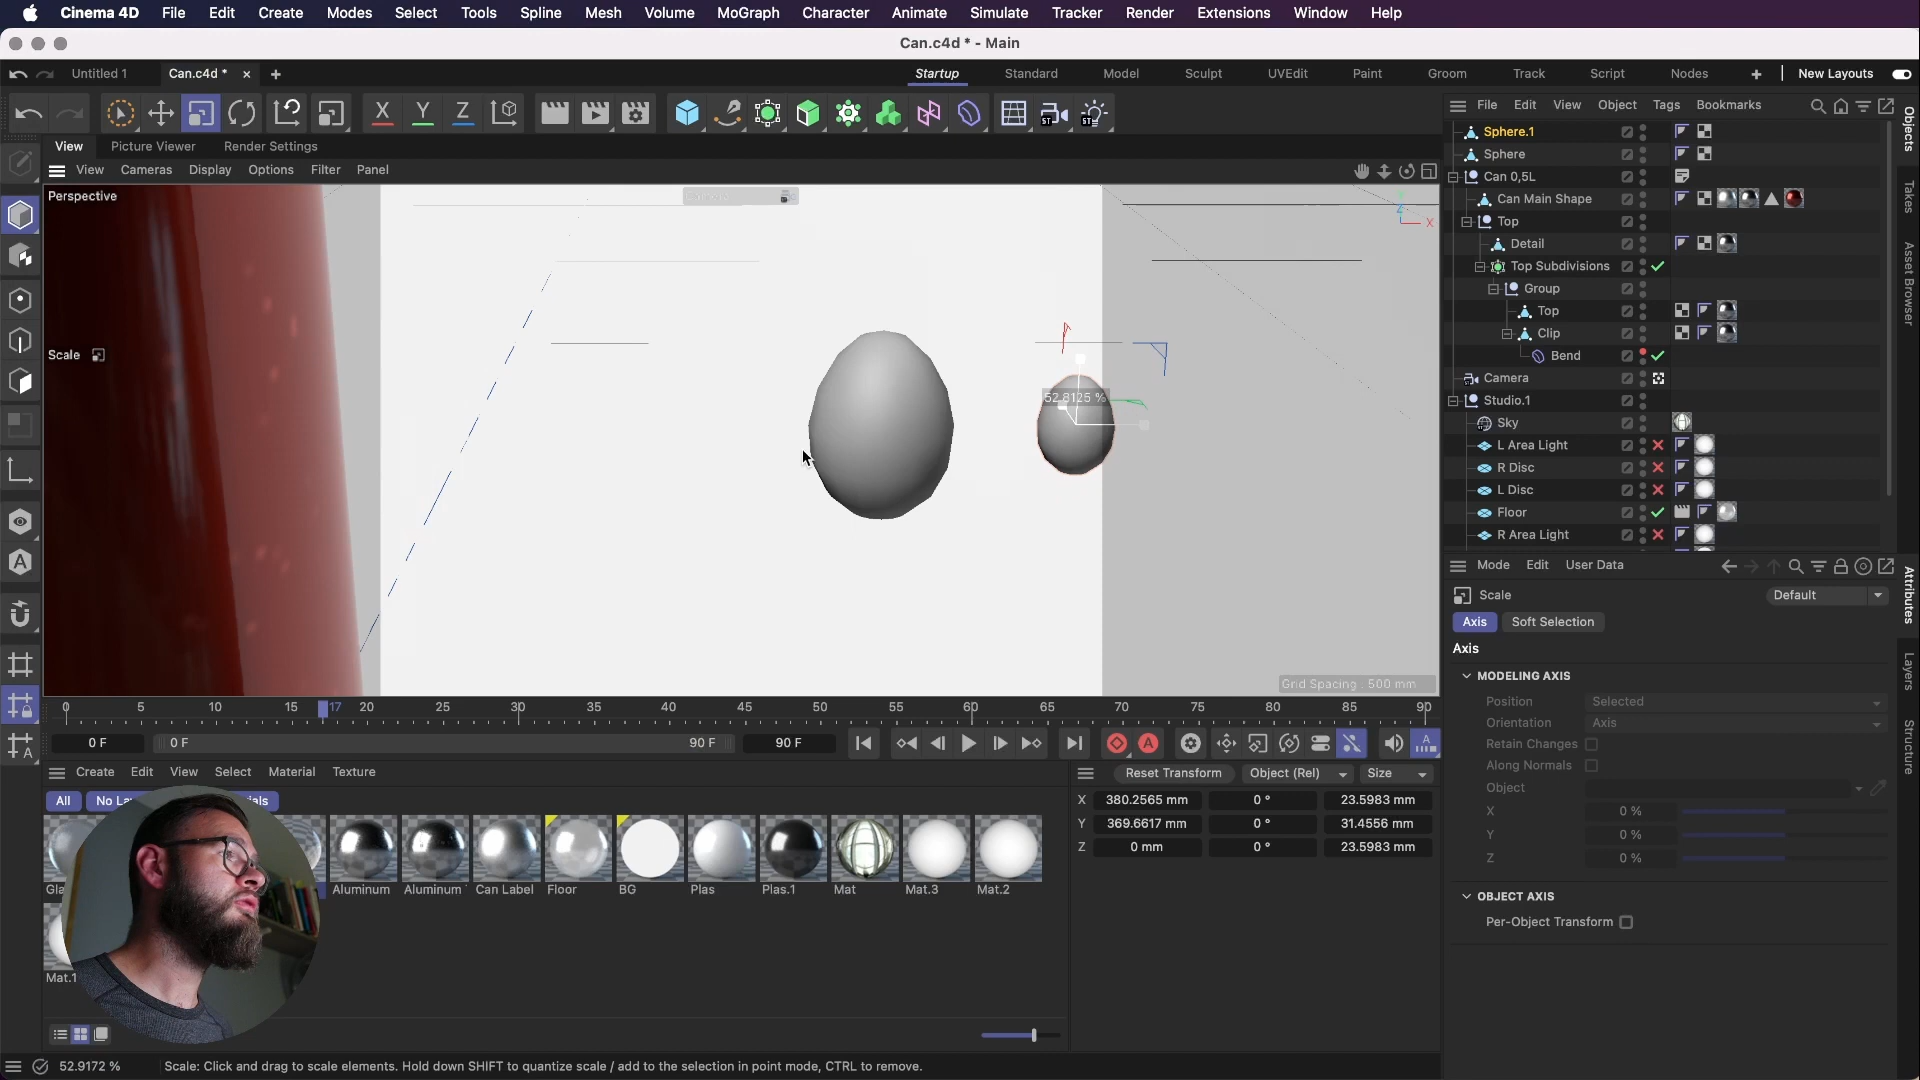 Cinema 4D File Edit Create Modes Select Tools Spline Mesh Volume MoGraph Character Animate Simulate Tracker Render Extensions Window Help
Can.c4d * - Main
Untitled 1 Can.c4d * Startup Standard Model Sculpt UVEdit Paint Groom Track Script Nodes New Layouts
X Y Z ST ST
File Edit View Object Tags Bookmarks
View Picture Viewer Render Settings
View Cameras Display Options Filter Panel
Perspective
Scale
52.8125 %
X
Grid Spacing : 500 mm
Sphere.1
Sphere
Can 0,5L
Can Main Shape
Top
Detail
Top Subdivisions
Group
Top
Clip
Bend
Camera
Studio.1
Sky
L Area Light
R Disc
L Disc
Floor
R Area Light
Objects
Takes
Asset Browser
0 5 10 15 17 20 25 30 35 40 45 50 55 60 65 70 75 80 85 90
0 F 0 F 90 F 90 F
Create Edit View Select Material Texture
All No La
Aluminum Aluminum Can Label Floor BG Plas Plas.1 Mat Mat.3 Mat.2
Mat.1
Reset Transform Object (Rel) Size
X 380.2565 mm 0 ° 23.5983 mm
Y 369.6617 mm 0 ° 31.4556 mm
Z 0 mm 0 ° 23.5983 mm
Mode Edit User Data
Scale Default
Axis Soft Selection
Axis
MODELING AXIS
Position Selected
Orientation Axis
Retain Changes
Along Normals
Object
X 0 %
Y 0 %
Z 0 %
OBJECT AXIS
Per-Object Transform
Attributes
Layers
Structure
52.9172 % Scale: Click and drag to scale elements. Hold down SHIFT to quantize scale / add to the selection in point mode, CTRL to remove.